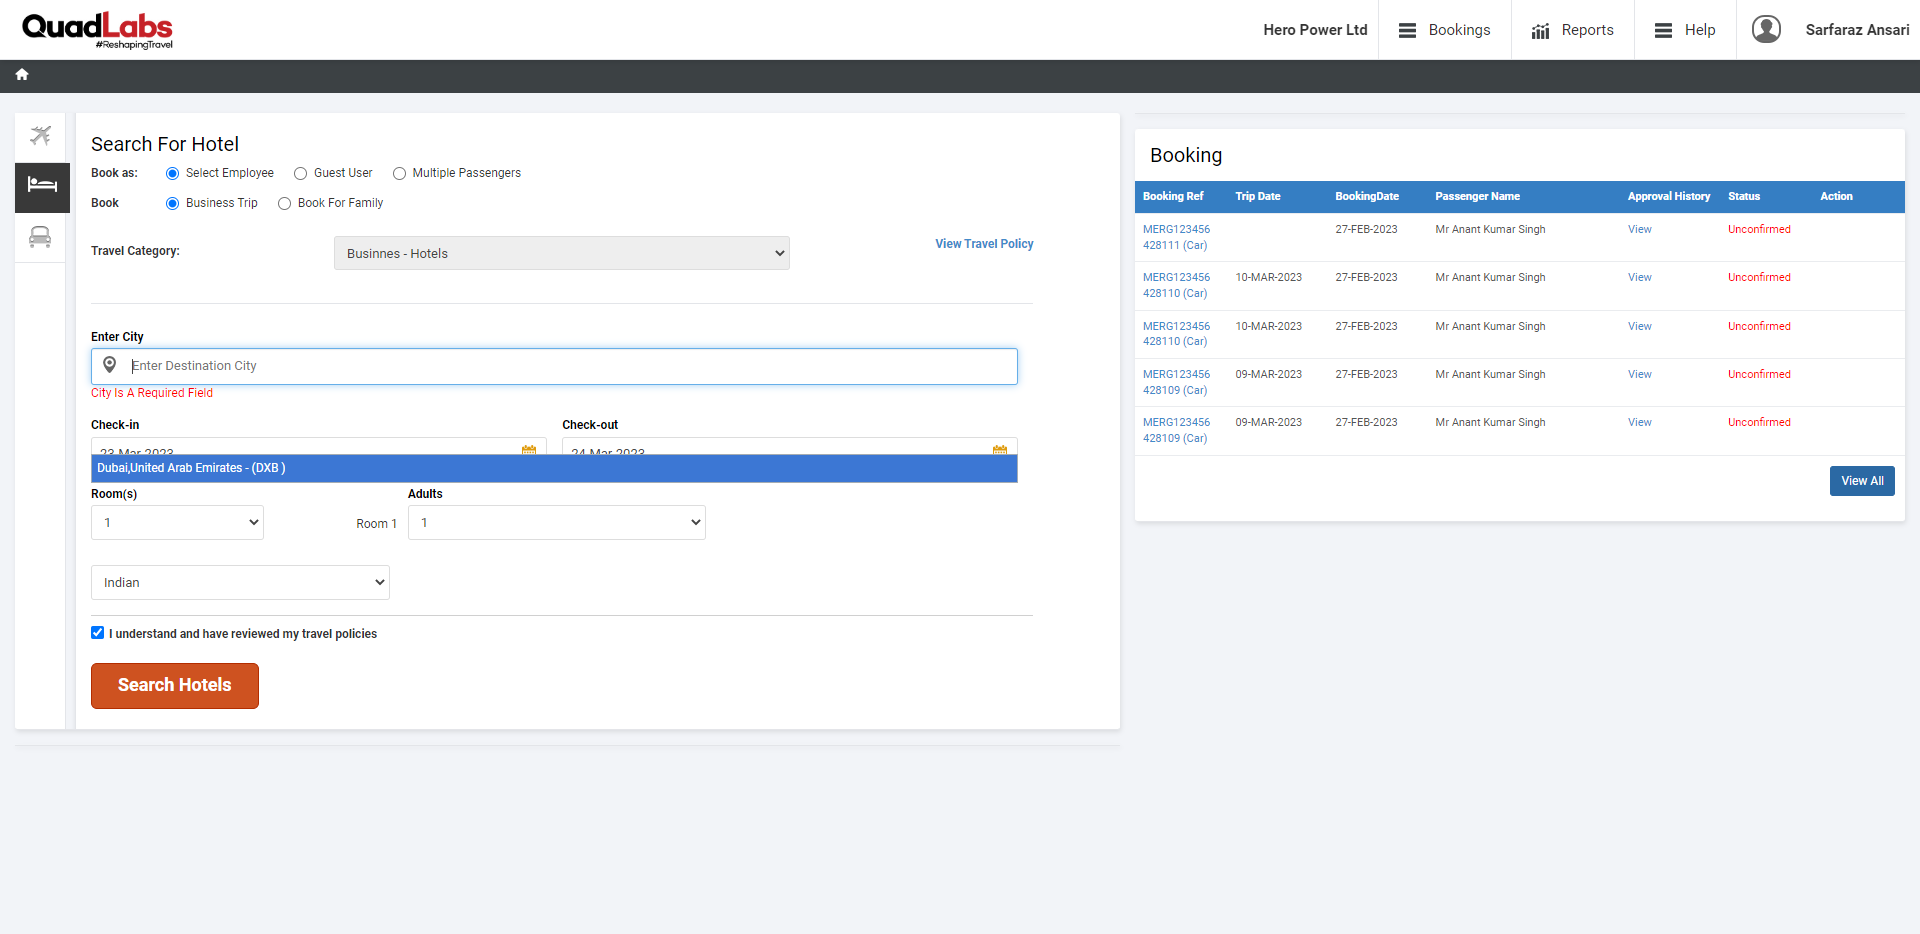 QuadLabs
#ReshapingTravel
Hero Power Ltd
Bookings
Reports
Help
Sarfaraz Ansari
Search For Hotel
Book as: Select Employee Guest User Multiple Passengers
Book Business Trip Book For Family
Travel Category: Businnes - Hotels View Travel Policy
Enter City
Enter Destination City
City Is A Required Field
Check-in Check-out
23 Mar 2023 24 Mar 2023
Dubai,United Arab Emirates - (DXB )
Room(s) Adults
1 Room 1 1
Indian
I understand and have reviewed my travel policies
Search Hotels
Booking
Booking Ref Trip Date BookingDate Passenger Name Approval History Status Action
MERG123456 27-FEB-2023 Mr Anant Kumar Singh View Unconfirmed
428111 (Car)
MERG123456 10-MAR-2023 27-FEB-2023 Mr Anant Kumar Singh View Unconfirmed
428110 (Car)
MERG123456 10-MAR-2023 27-FEB-2023 Mr Anant Kumar Singh View Unconfirmed
428110 (Car)
MERG123456 09-MAR-2023 27-FEB-2023 Mr Anant Kumar Singh View Unconfirmed
428109 (Car)
MERG123456 09-MAR-2023 27-FEB-2023 Mr Anant Kumar Singh View Unconfirmed
428109 (Car)
View All